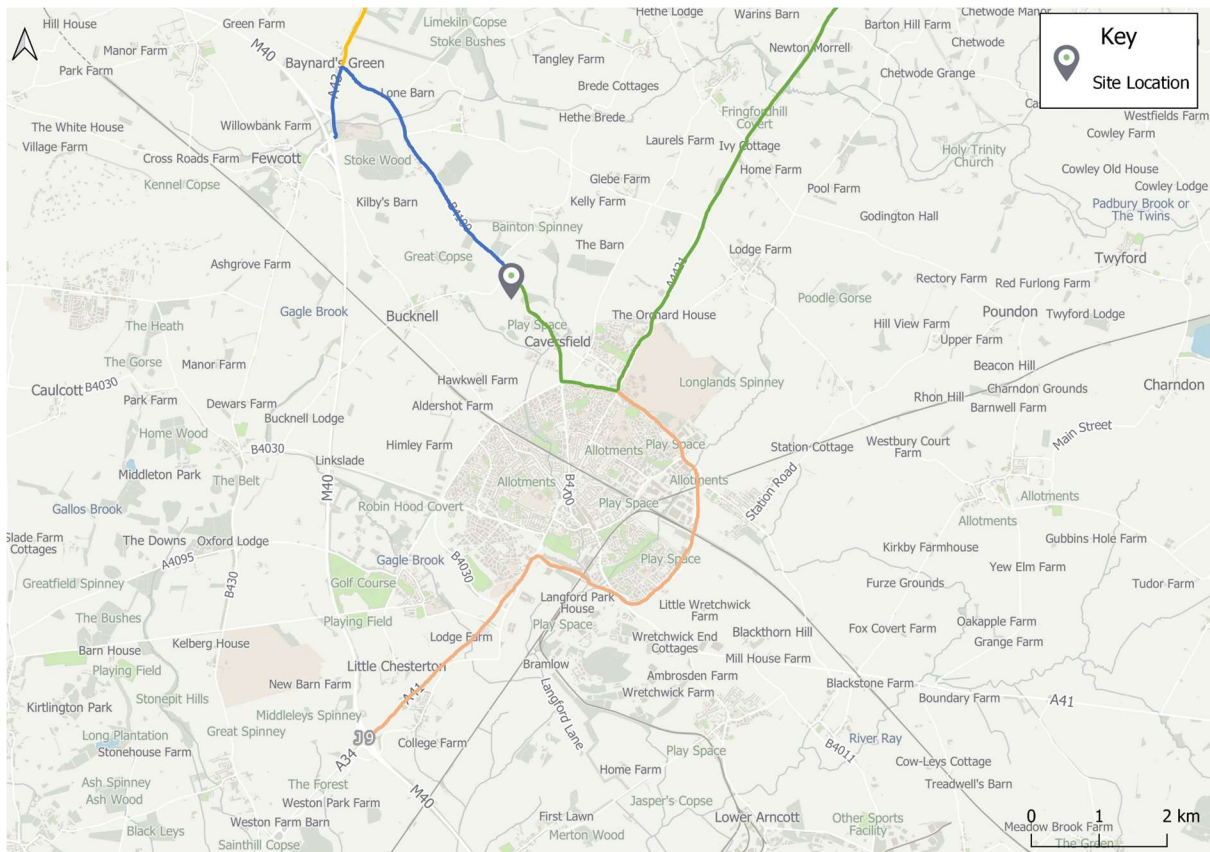 Hill House
Green Farm
Limekiln Copse
Stoke Bushes
Hethe Lodge
Warins Barn
Barton Hill Farm
Chetwode Manor
Manor Farm
Park Farm
M40
Baynard's Green
A43
Lone Barn
Tangley Farm
Brede Cottages
Newton Morrell
Chetwode
Chetwode Grange
Key
Site Location
The White House
Village Farm
Willowbank Farm
Cross Roads Farm
Fewcott
Kennel Copse
Stoke Wood
Hethe Brede
Laurels Farm
Fringfordhill
Covert
Ivy Cottage
Home Farm
Westfields Farm
Cowley Farm
Holy Trinity
Church
Cowley Old House
Cowley Lodge
Kilby's Barn
B4100
Glebe Farm
Kelly Farm
Pool Farm
Godington Hall
Padbury Brook or
The Twins
Bainton Spinney
Great Copse
The Barn
Lodge Farm
A4421
Twyford
Ashgrove Farm
Gagle Brook
Bucknell
Rectory Farm
Red Furlong Farm
Poodle Gorse
Poundon
Twyford Lodge
The Heath
Play Space
Caversfield
The Orchard House
Hill View Farm
Upper Farm
The Gorse
Manor Farm
Beacon Hill
Caulcott
B4030
Park Farm
Dewars Farm
Hawkwell Farm
Longlands Spinney
Charndon Grounds
Charndon
Rhon Hill
Barnwell Farm
Bucknell Lodge
Aldershot Farm
Home Wood
B4030
Himley Farm
Allotments
Play Space
Station Cottage
Westbury Court
Farm
Main Street
Linkslade
Middleton Park
The Belt
M40
Allotments
B4100
Allotments
Station Road
Allotments
Gallos Brook
Robin Hood Covert
Play Space
Allotments
Slade Farm
Cottages
The Downs
Oxford Lodge
A4095
Gagle Brook
B4030
Play Space
Kirkby Farmhouse
Gubbins Hole Farm
Yew Elm Farm
Greatfield Spinney
B430
Golf Course
Furze Grounds
Tudor Farm
The Bushes
Playing Field
Langford Park
House
Play Space
Little Wretchwick
Farm
Barn House
Kelberg House
Lodge Farm
Wretchwick End
Cottages
Blackthorn Hill
Fox Covert Farm
Oakapple Farm
Grange Farm
Playing Field
Stonepit Hills
Little Chesterton
New Barn Farm
A41
Bramlow
Mill House Farm
Ambrosden Farm
Wretchwick Farm
Blackstone Farm
Boundary Farm
A41
Kirtlington Park
Middleleys Spinney
Great Spinney
Langford Lane
Long Plantation
Stonehouse Farm
J9
A34
College Farm
Play Space
River Ray
B4011
Cow-Leys Cottage
Treadwell's Barn
Ash Spinney
Ash Wood
The Forest
Weston Park Farm
M40
Home Farm
Jasper's Copse
Black Leys
Weston Farm Barn
Sainthill Copse
First Lawn
Merton Wood
Lower Arncott
Other Sports
Facility
0 1 2 km
Meadow Brook Farm
The Green